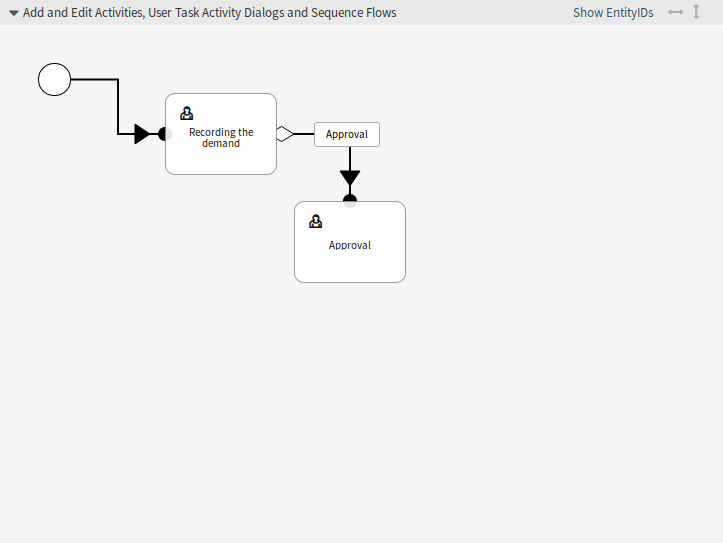 Add and Edit Activities, User Task Activity Dialogs and Sequence Flows
Show EntityIDs
Recording the
demand
Approval
Approval